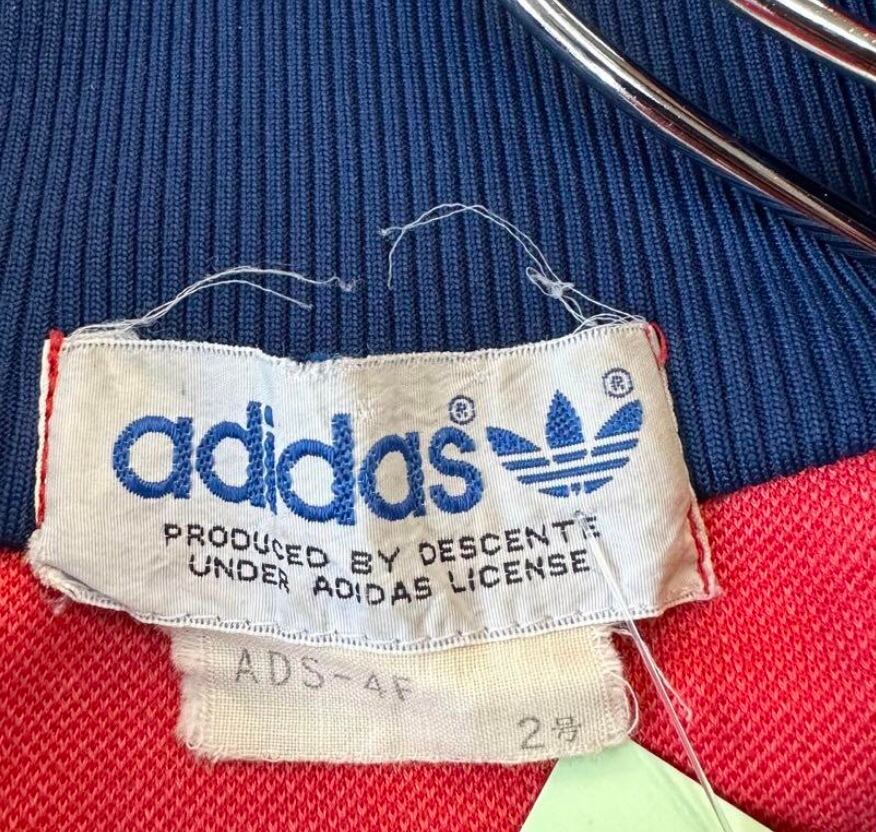 adidas®
®
PRODUCED BY DESCENTE
UNDER ADIDAS LICENSE
ADS-4F
2号